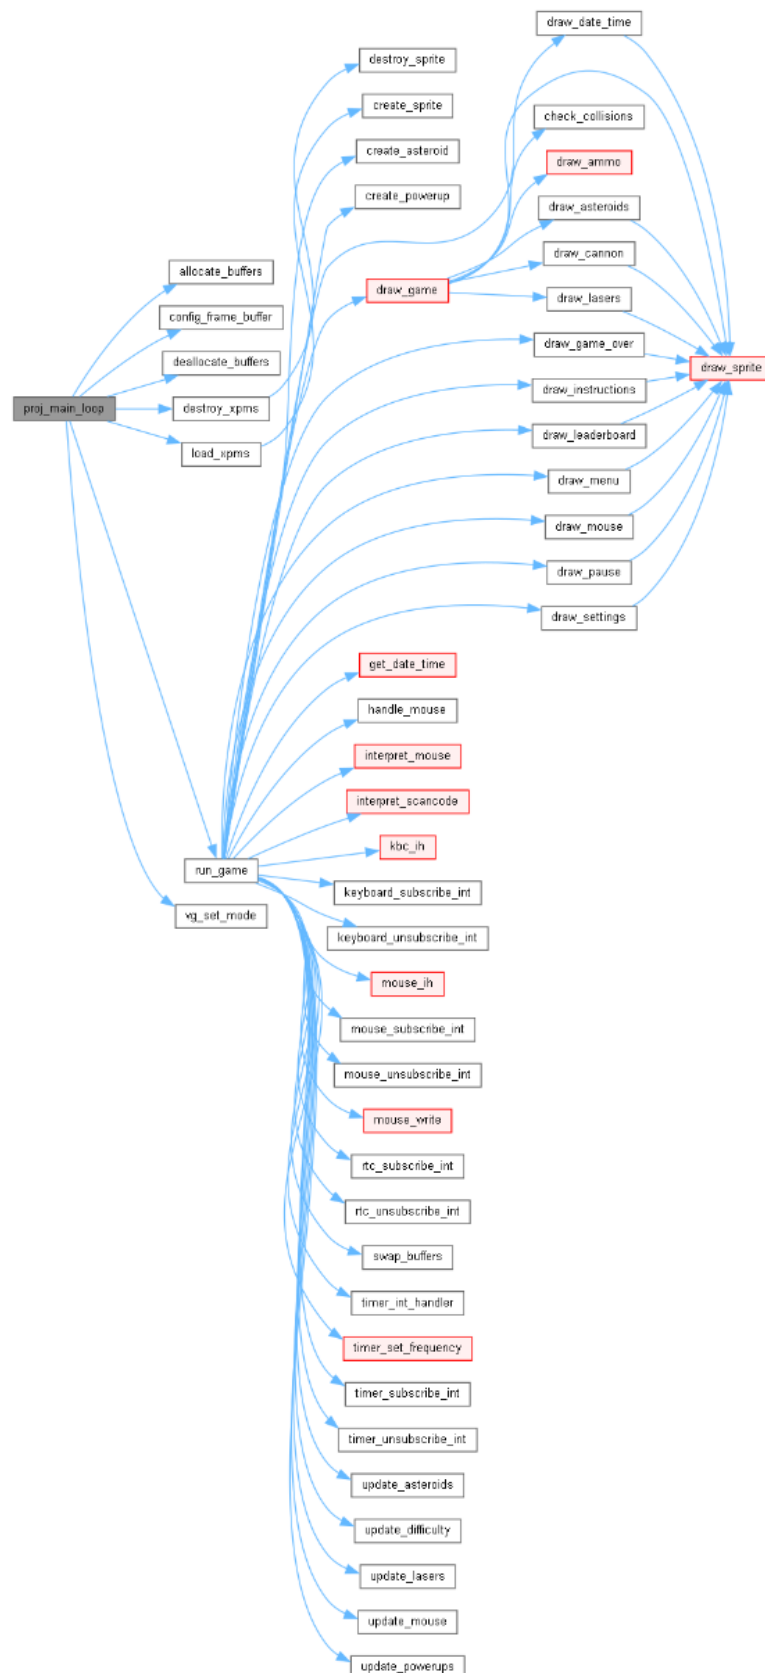 draw_date_time
destroy_sprite
create_sprite
check_collisions
create_asteroid
draw_ammo
create_powerup
draw_asteroids
draw_cannon
allocate_buffers
draw_game
draw_lasers
config_frame_buffer
draw_game_over
deallocate_buffers
draw_sprite
draw_instructions
proj_main_loop
destroy_xpms
draw_leaderboard
load_xpms
draw_menu
draw_mouse
draw_pause
draw_settings
get_date_time
handle_mouse
interpret_mouse
interpret_scancode
kbc_ih
run_game
keyboard_subscribe_int
vg_set_mode
keyboard_unsubscribe_int
mouse_ih
mouse_subscribe_int
mouse_unsubscribe_int
mouse_write
rtc_subscribe_int
rtc_unsubscribe_int
swap_buffers
timer_int_handler
timer_set_frequency
timer_subscribe_int
timer_unsubscribe_int
update_asteroids
update_difficulty
update_lasers
update_mouse
update_powerups